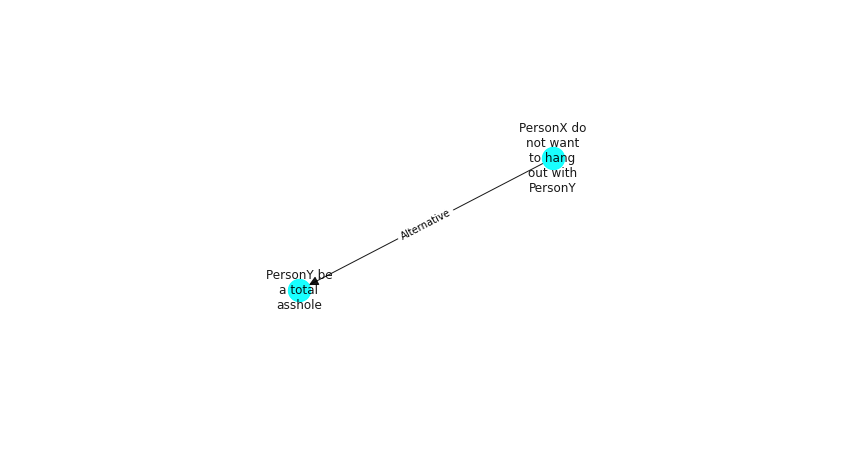 PersonX do
not want
to hang
out with
PersonY
Alternative
PersonY be
a total
asshole